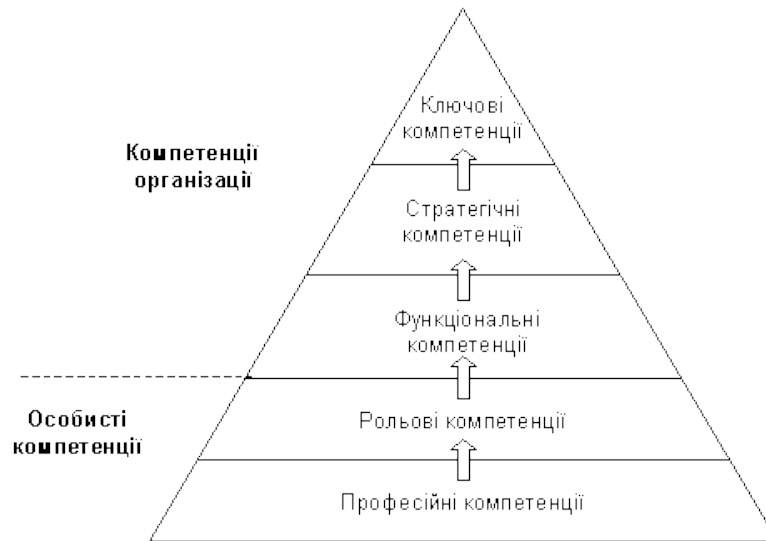 Ключові
компетенції
Компетенції
організації
Стратегічні
компетенції
Функціональні
компетенції
Особисті
компетенції
Рольові компетенції
Професійні компетенції